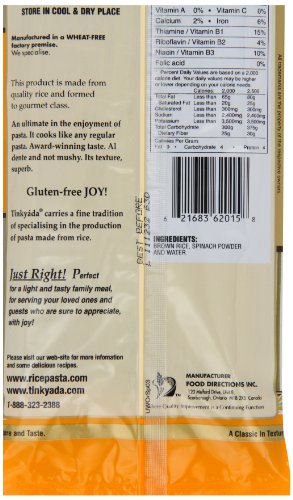 STORE IN COOL & DRY PLACE
Manufactured in a WHEAT-FREE
factory premise.
We specialise.
This product is made from
quality rice and formed
to gourmet class.
An ultimate in the enjoyment of
pasta. It cooks like any regular
pasta. Award-winning taste. Al
dente and not mushy. Its texture,
superb.
Gluten-free JOY!
Tinkyáda® carries a fine tradition
of specialising in the production
of pasta made from rice.
Just Right! Perfect
for a light and tasty family meal,
for serving your loved ones and
guests who are sure to appreciate,
with joy!
Please visit our web-site for more information
and some delicious recipes.
www.ricepasta.com
www.tinkyada.com
1-888-323-2388
ure and Taste.
Vitamin A 0% • Vitamin C 0%
Calcium 2% • Iron 6%
Thiamine / Vitamin B1 15%
Riboflavin / Vitamin B2 4%
Niacin / Vitamin B3 10%
Folic acid 0%
* Percent Daily Values are based on a 2,000
calorie diet. Your daily values may be higher
or lower depending on your calorie needs:
Calories 2,000 2,500
Total Fat Less than 65g 80g
Saturated Fat Less than 20g 25g
Cholesterol Less than 300mg 300mg
Sodium Less than 2,400mg 2,400mg
Potassium 3,500mg 3,500mg
Total Carbohydrate 300g 375g
Dietary Fiber 25g 30g
Calories Per Gram
Fat 9 • Carbohydrate 4 • Protein 4
6 21683 62015 8
BEST BEFORE
INGREDIENTS:
BROWN RICE, SPINACH POWDER
AND WATER
MANUFACTURER
FOOD DIRECTIONS INC.
Scarborough, Ontario M1B 2X5 Canada
Quality Improvement is a Continuing Function
A Classic in Textur